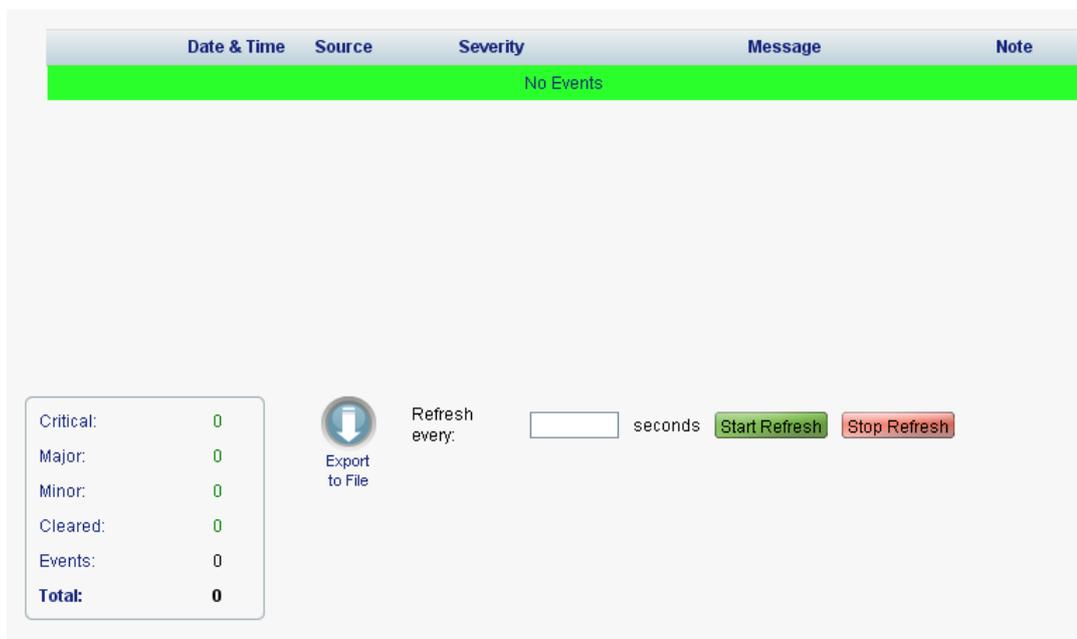 Date & Time Source Severity Message Note
No Events
Critical: 0
Major: 0
Minor: 0
Cleared: 0
Events: 0
Total: 0
Export
to File
Refresh
every:
seconds Start Refresh Stop Refresh